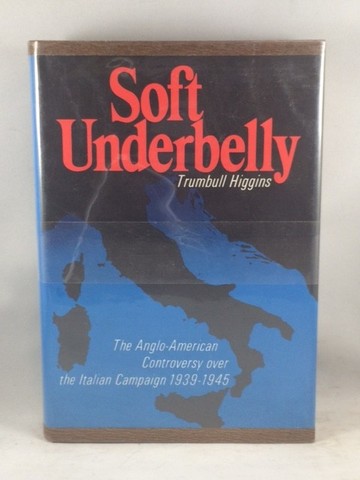 Soft
Underbelly
Trumbull Higgins
The Anglo-American
Controversy over
the Italian Campaign 1939-1945